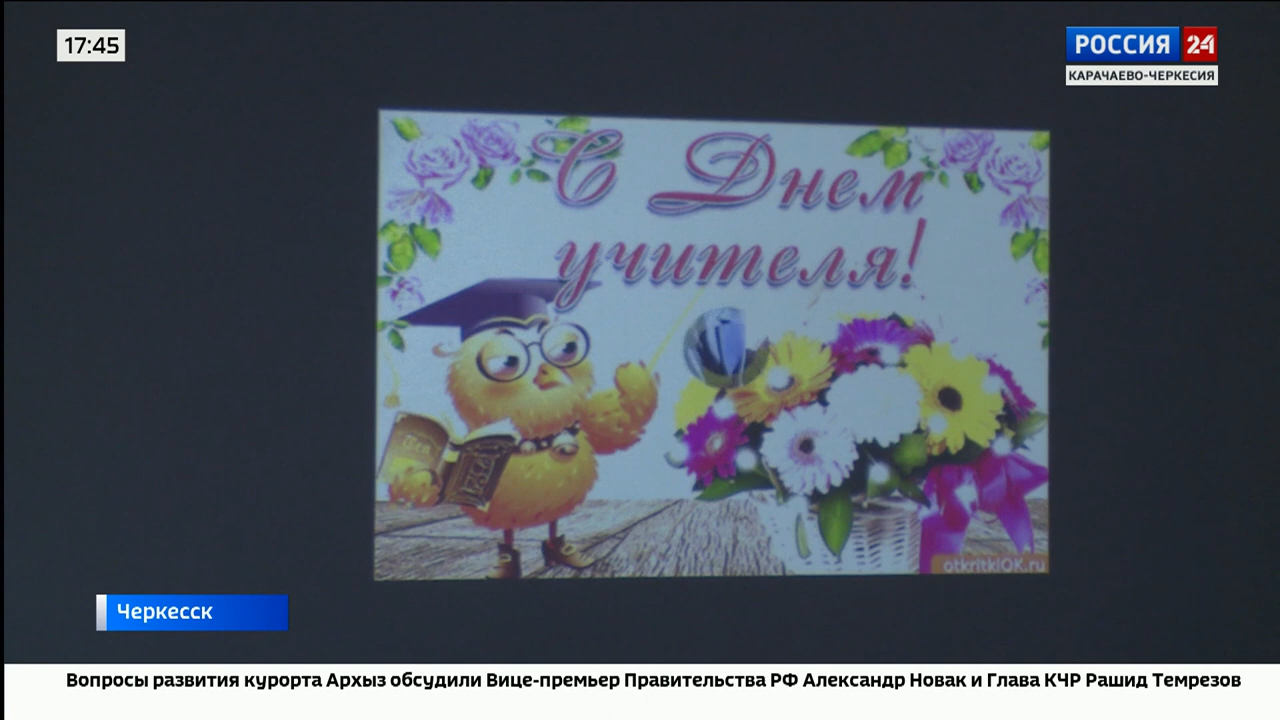 17:45
РОССИЯ 24
КАРАЧАЕВО-ЧЕРКЕСИЯ
С Днем
учителя!
otkritkiOK.ru
Черкесск
Вопросы развития курорта Архыз обсудили Вице-премьер Правительства РФ Александр Новак и Глава КЧР Рашид Темрезов